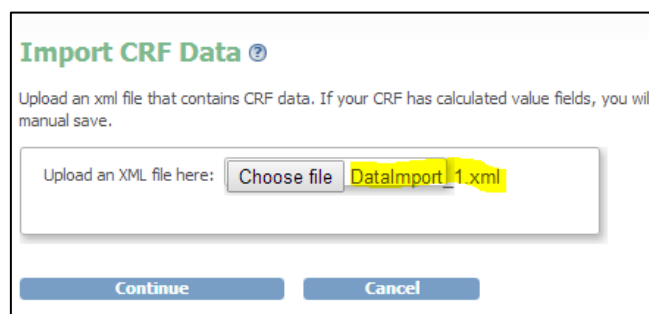 Import CRF Data ?
Upload an xml file that contains CRF data. If your CRF has calculated value fields, you wil
manual save.
Upload an XML file here: Choose file DataImport_1.xml
Continue Cancel